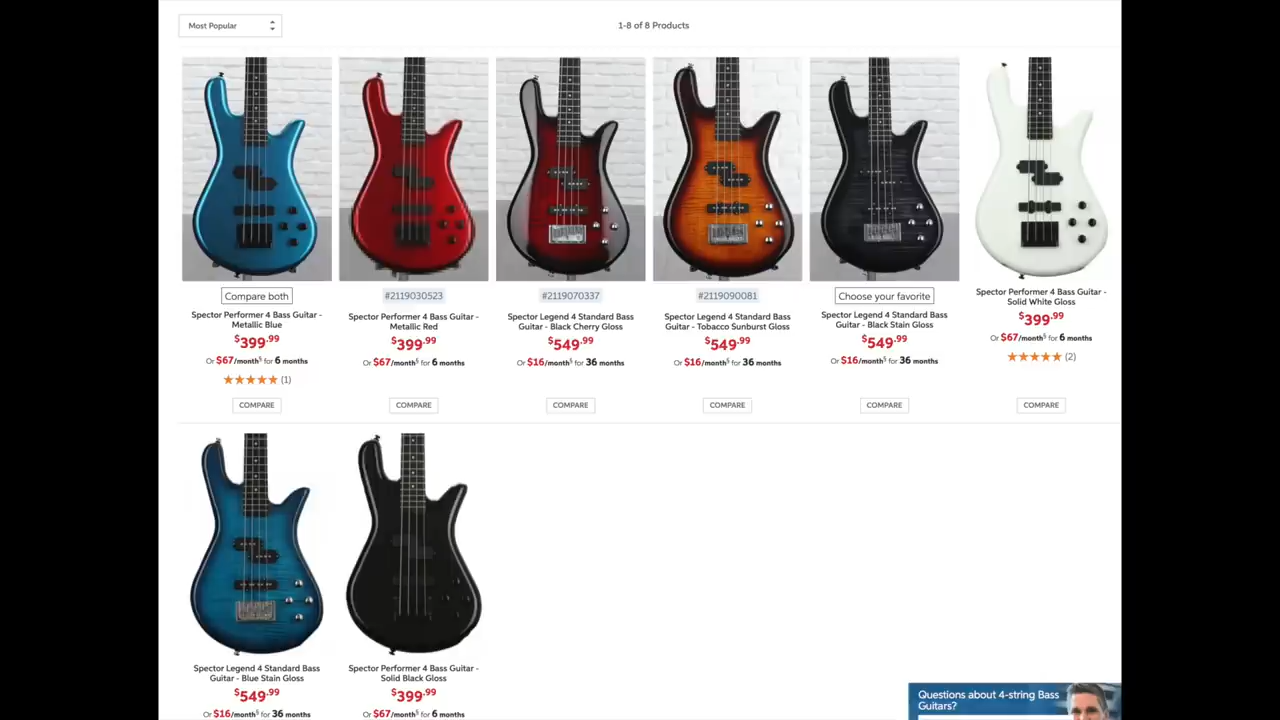 Most Popular
1-8 of 8 Products
Compare both
Spector Performer 4 Bass Guitar -
Metallic Blue
$399.99
Or $67/month§ for 6 months
(1)
COMPARE
#2119030523
Spector Performer 4 Bass Guitar -
Metallic Red
$399.99
Or $67/month§ for 6 months
COMPARE
#2119070337
Spector Legend 4 Standard Bass
Guitar - Black Cherry Gloss
$549.99
Or $16/month§ for 36 months
COMPARE
#2119090081
Spector Legend 4 Standard Bass
Guitar - Tobacco Sunburst Gloss
$549.99
Or $16/month§ for 36 months
COMPARE
Choose your favorite
Spector Legend 4 Standard Bass
Guitar - Black Stain Gloss
$549.99
Or $16/month§ for 36 months
COMPARE
Spector Performer 4 Bass Guitar -
Solid White Gloss
$399.99
Or $67/month§ for 6 months
(2)
COMPARE
Spector Legend 4 Standard Bass
Guitar - Blue Stain Gloss
$549.99
Or $16/month§ for 36 months
Spector Performer 4 Bass Guitar -
Solid Black Gloss
$399.99
Or $67/month§ for 6 months
Questions about 4-string Bass
Guitars?